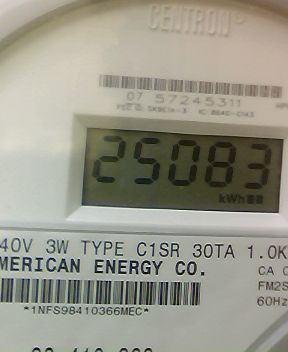 CENTRON®
07 57245311
25083
kWh
40V 3W TYPE C1SR 30TA 1.0K
MERICAN ENERGY CO.
CA
FM2S
60Hz
*1NFS98410366MEC*